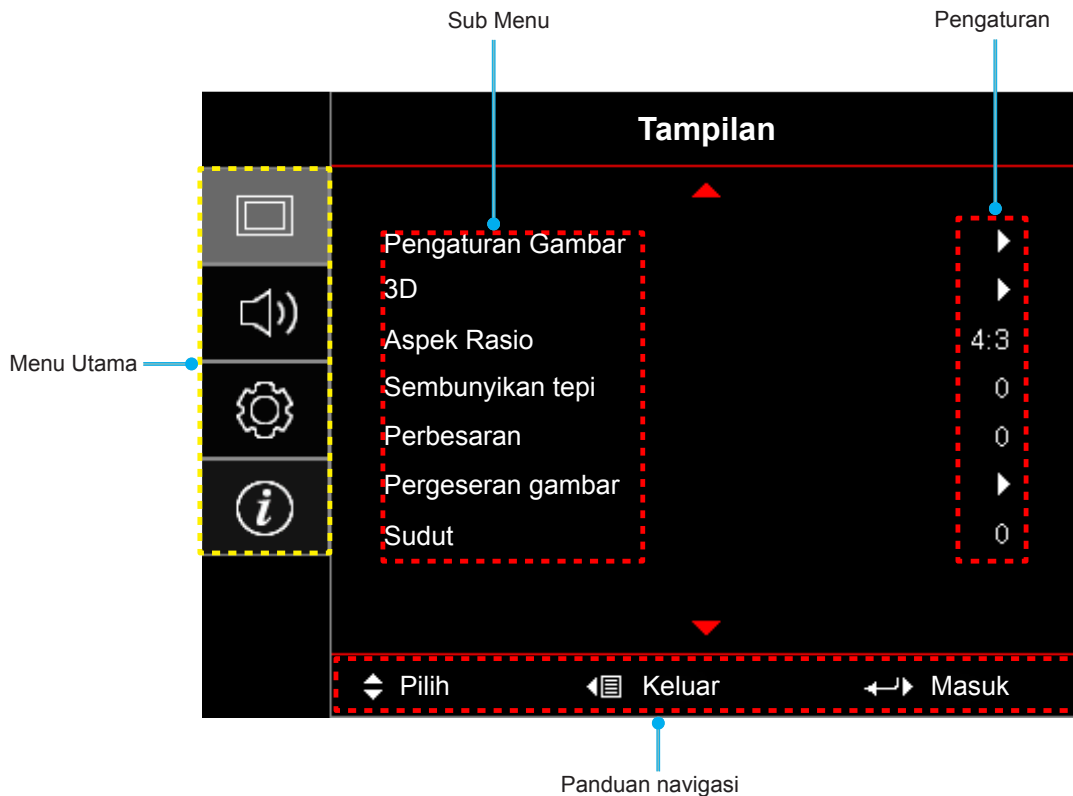 Sub Menu
Pengaturan
Tampilan
Pengaturan Gambar
3D
Aspek Rasio 4:3
Sembunyikan tepi 0
Perbesaran 0
Pergeseran gambar
Sudut 0
Menu Utama
i
Pilih Keluar Masuk
Panduan navigasi